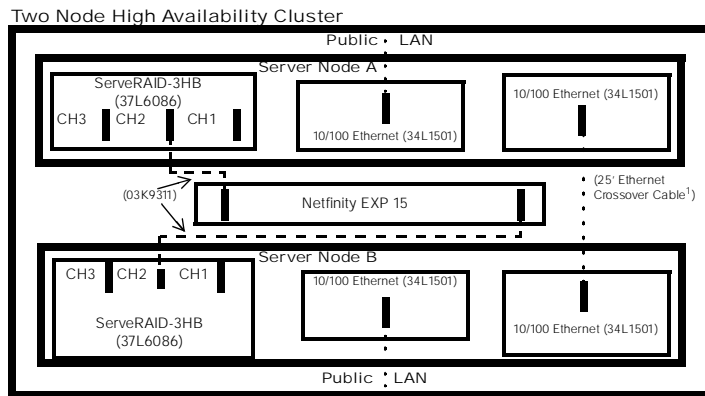 Two Node High Availability Cluster
Public LAN
Server Node A
ServeRAID-3HB
(37L6086)
CH3 CH2 CH1
10/100 Ethernet (34L1501)
10/100 Ethernet (34L1501)
(03K9311)
Netfinity EXP 15
(25' Ethernet
Crossover Cable1)
Server Node B
CH3 CH2 CH1
ServeRAID-3HB
(37L6086)
10/100 Ethernet (34L1501)
10/100 Ethernet (34L1501)
Public LAN